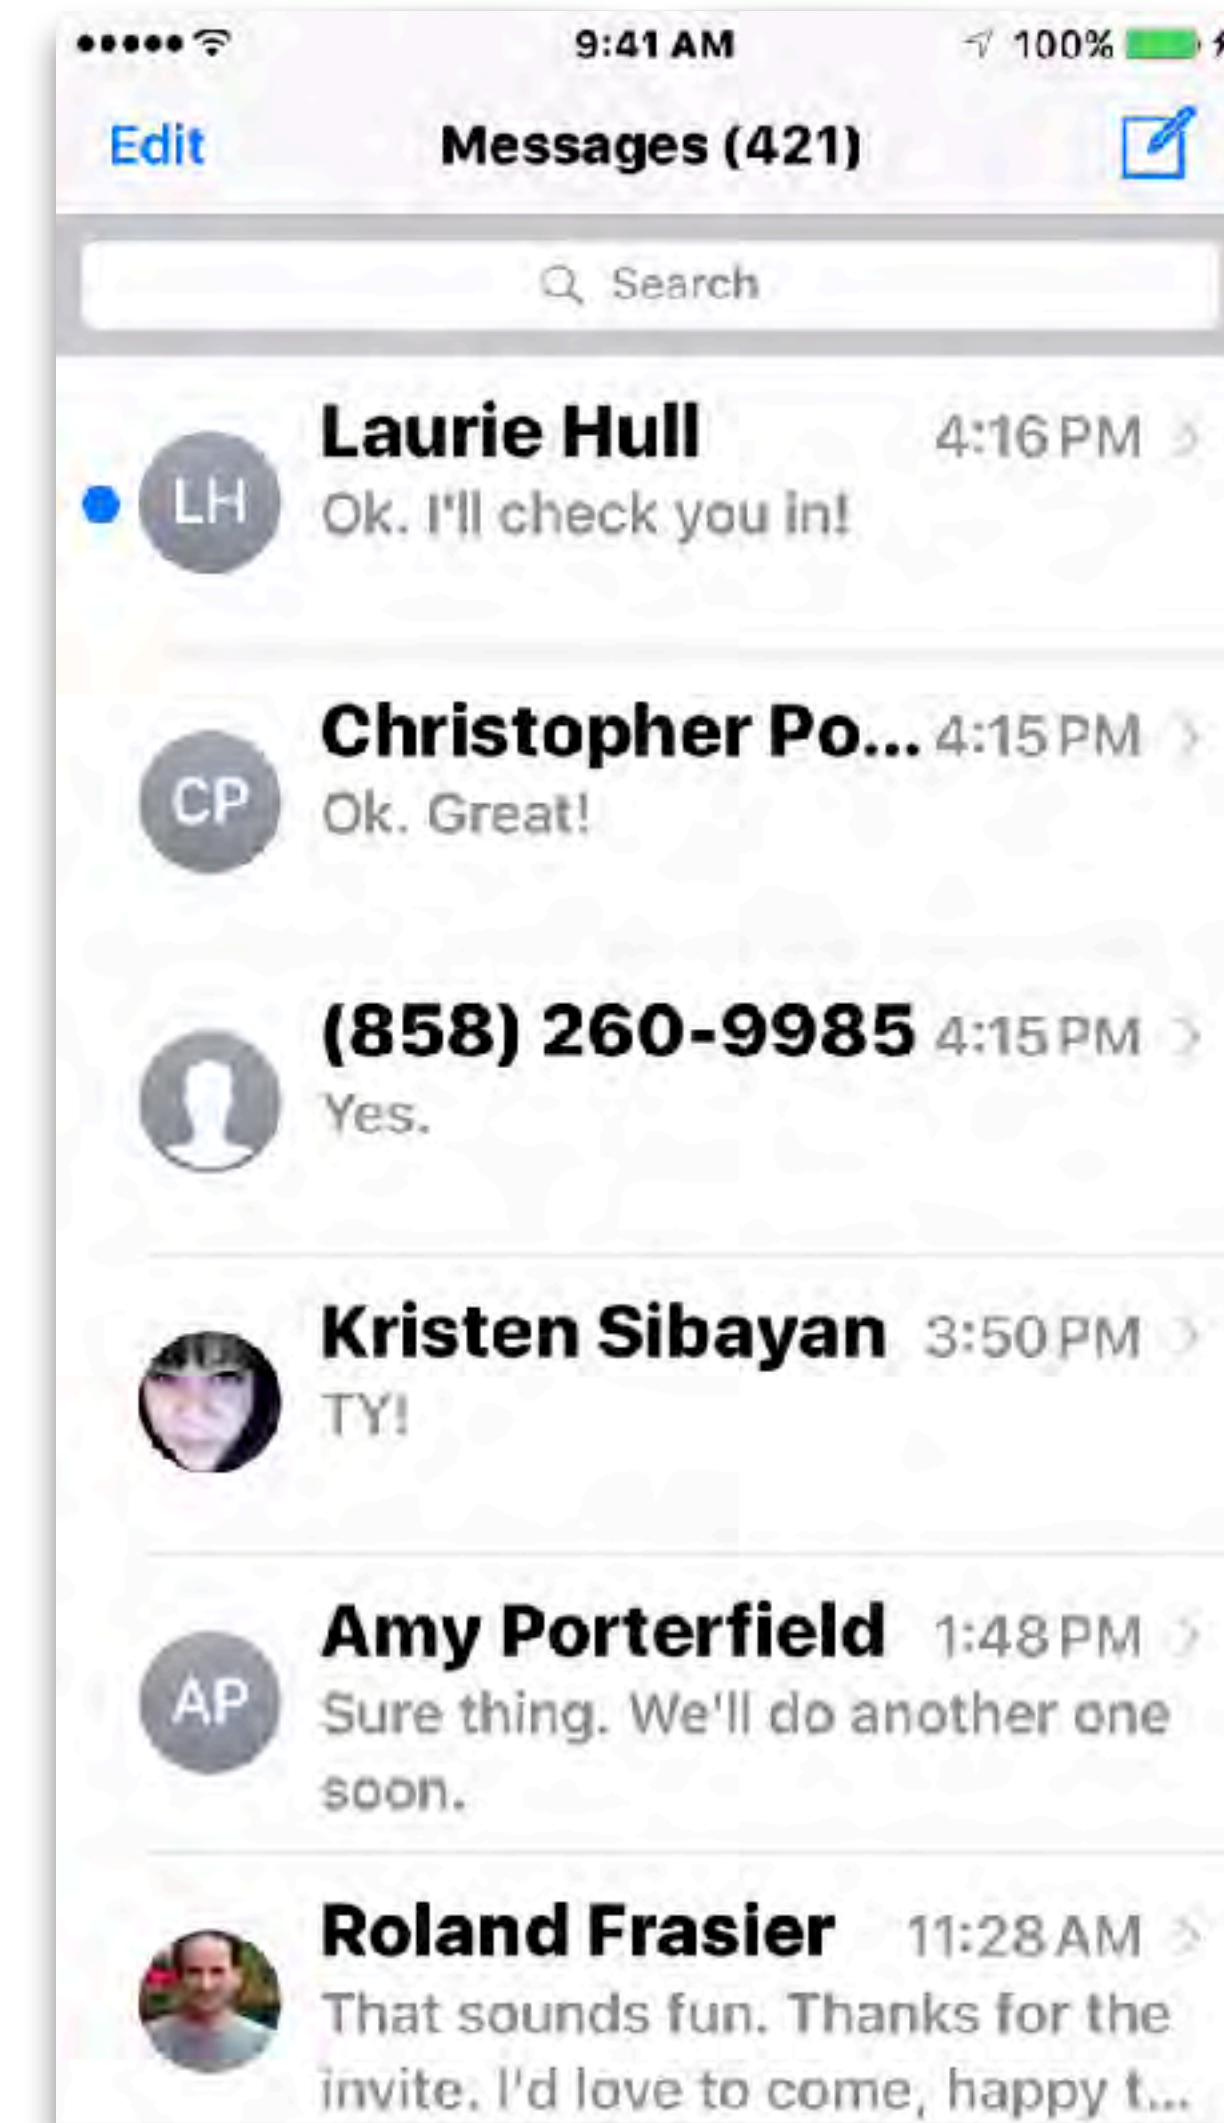 9:41 AM 100%
Edit Messages (421)
Search
Laurie Hull 4:16 PM
LH
Ok. I'll check you in!
Christopher Po... 4:15 PM
CP
Ok. Great!
(858) 260-9985 4:15 PM
Yes.
Kristen Sibayan 3:50 PM
TY!
Amy Porterfield 1:48 PM
AP
Sure thing. We'll do another one
soon.
Roland Frasier 11:28 AM
That sounds fun. Thanks for the
invite. I'd love to come, happy t...